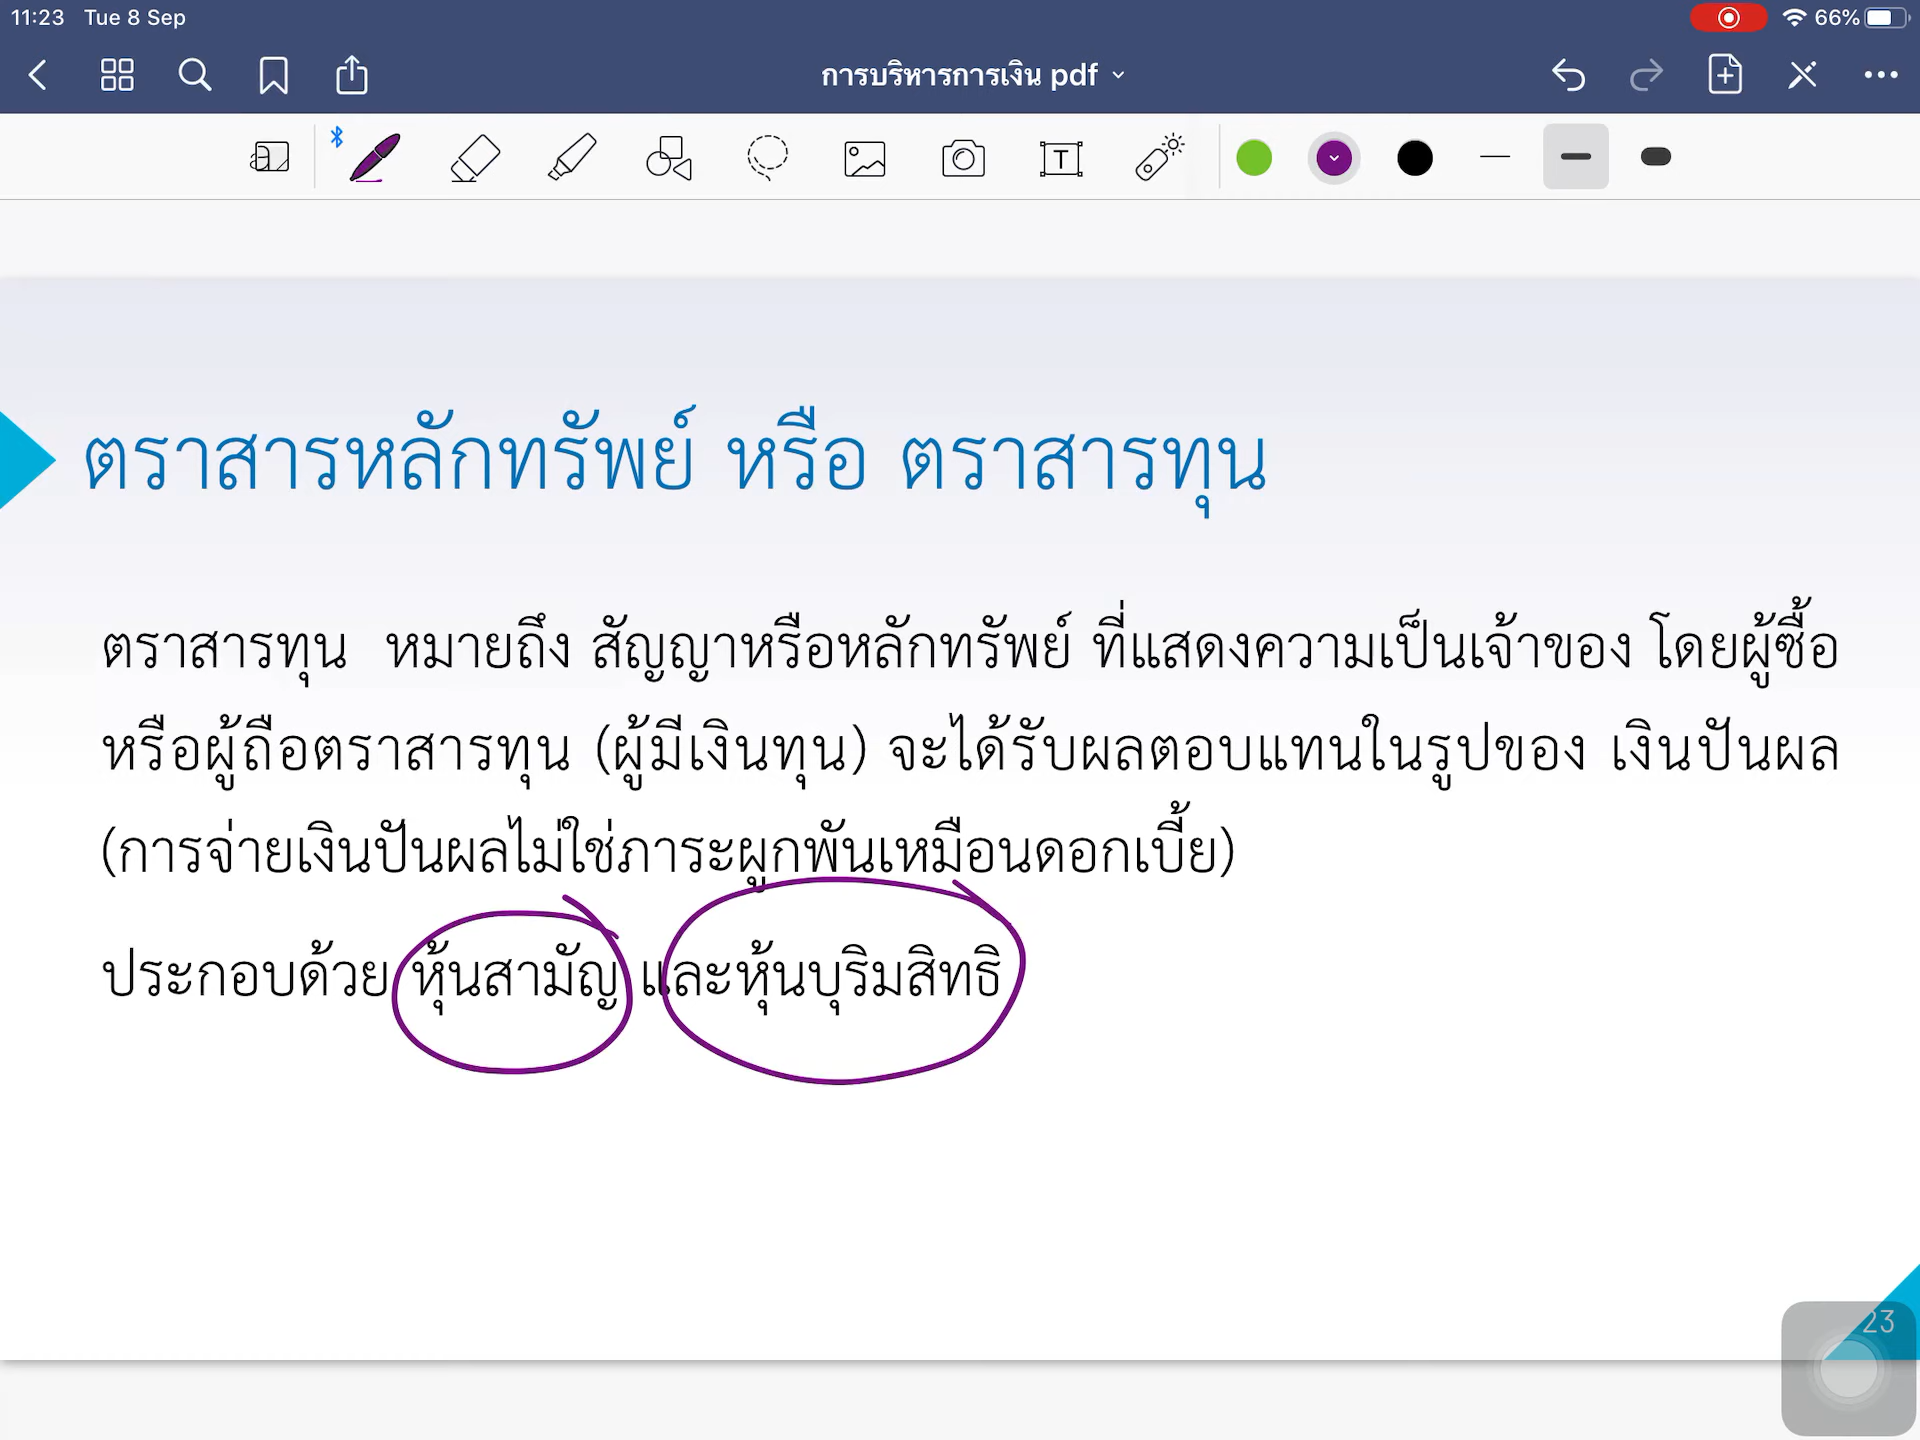 11:23 Tue 8 Sep
66%
การบริหารการเงิน pdf
T
ตราสารหลักทรัพย์ หรือ ตราสารทุน
ตราสารทุน หมายถึง สัญญาหรือหลักทรัพย์ ที่แสดงความเป็นเจ้าของ โดยผู้ซื้อ
หรือผู้ถือตราสารทุน (ผู้มีเงินทุน) จะได้รับผลตอบแทนในรูปของ เงินปันผล
(การจ่ายเงินปันผลไม่ใช่ภาระผูกพันเหมือนดอกเบี้ย)
ประกอบด้วย หุ้นสามัญ และหุ้นบุริมสิทธิ
23